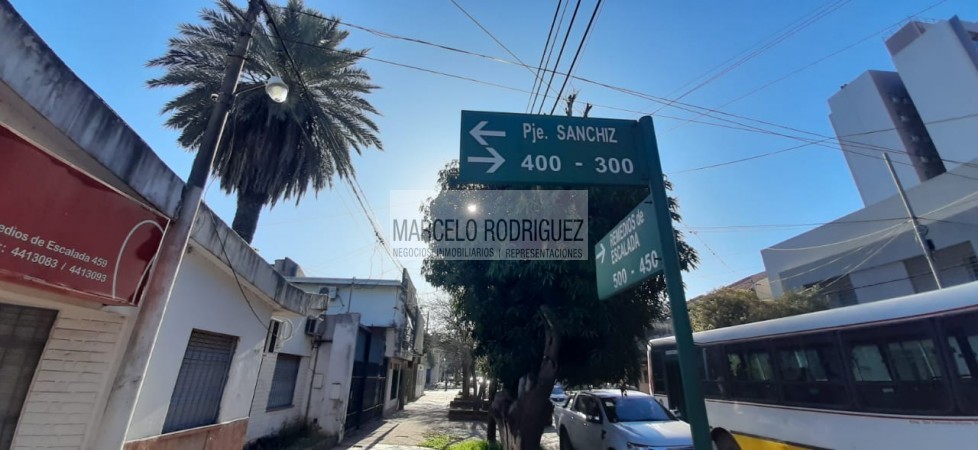 Pje. SANCHIZ
400 - 300
REMEDIOS de
ESCALADA
500 - 450
MARCELO RODRIGUEZ
NEGOCIOS INMOBILIARIOS | REPRESENTACIONES
edios de Escalada 459
: 4413083 / 4413093